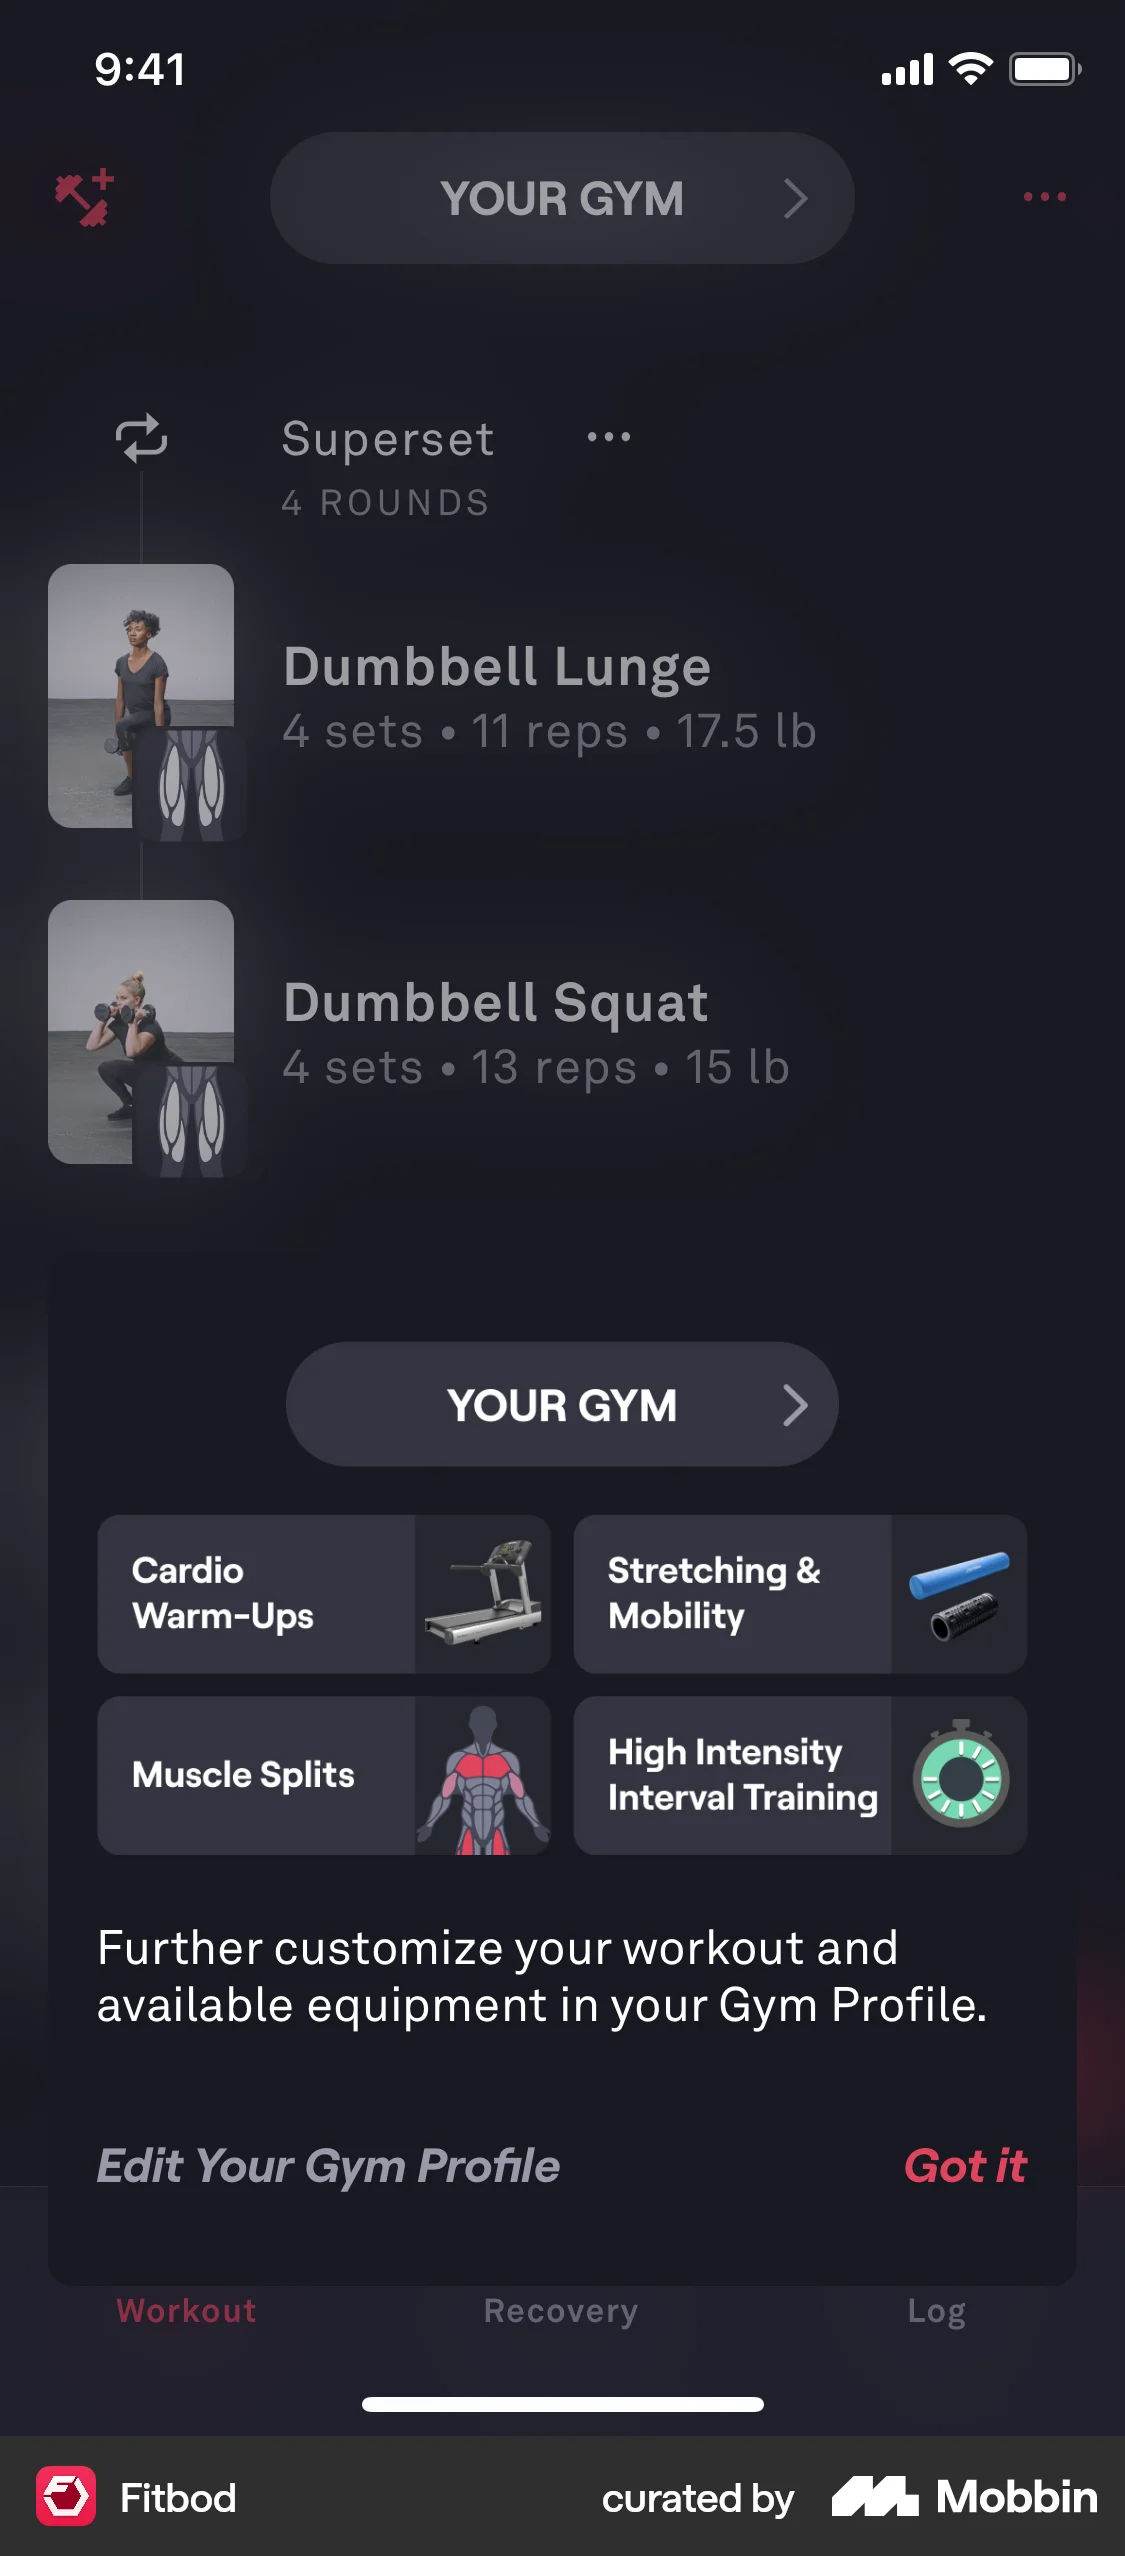 9:41
YOUR GYM
Superset
4 ROUNDS
Dumbbell Lunge
4 sets • 11 reps • 17.5 lb
Dumbbell Squat
4 sets • 13 reps • 15 lb
YOUR GYM
Cardio
Warm-Ups
Stretching &
Mobility
Muscle Splits
High Intensity
Interval Training
Further customize your workout and
available equipment in your Gym Profile.
Edit Your Gym Profile
Got it
Workout
Recovery
Log
Fitbod
curated by
Mobbin